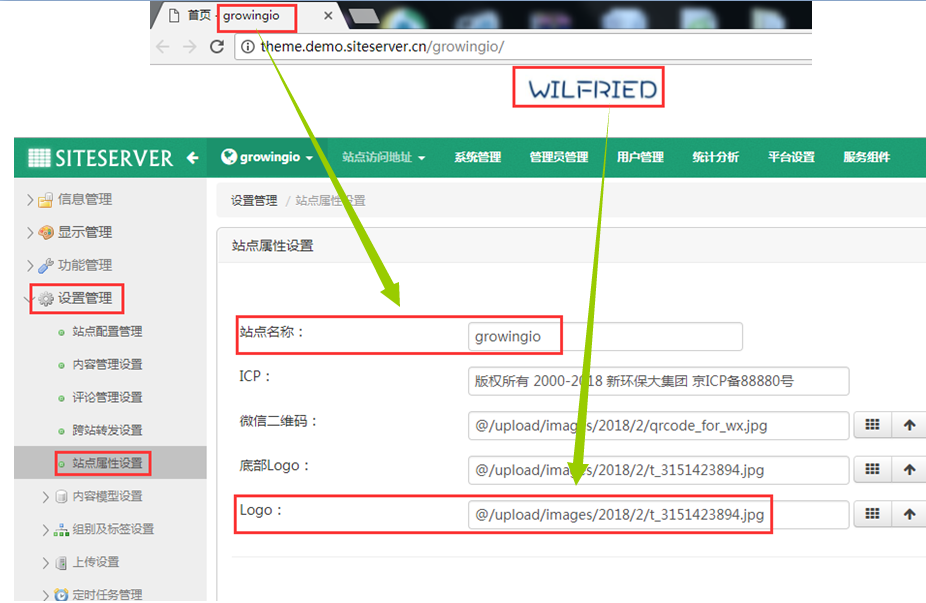 首页 - growingio
theme.demo.siteserver.cn/growingio/
WILFRIED
SITESERVER
growingio
站点访问地址
系统管理
管理员管理
用户管理
统计分析
平台设置
服务组件
信息管理
显示管理
功能管理
设置管理
站点配置管理
内容管理设置
评论管理设置
跨站转发设置
站点属性设置
内容模型设置
组别及标签设置
上传设置
定时任务管理
设置管理 / 站点属性设置
站点属性设置
站点名称：
growingio
ICP：
版权所有 2000-2018 新环保大集团 京ICP备88880号
微信二维码：
@/upload/images/2018/2/qrcode_for_wx.jpg
底部Logo：
@/upload/images/2018/2/t_3151423894.jpg
Logo：
@/upload/images/2018/2/t_3151423894.jpg